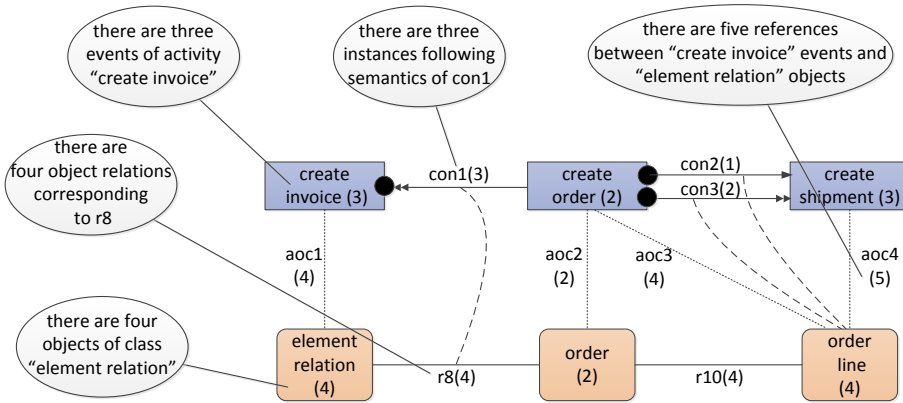 there are three
events of activity
“create invoice”
there are three
instances following
semantics of con1
there are five references
between “create invoice” events and
“element relation” objects
there are
four object relations
corresponding
to r8
create
invoice (3)
con1(3)
create
order (2)
con2(1)
con3(2)
create
shipment (3)
aoc1
(4)
aoc2
(2)
aoc3
(4)
aoc4
(5)
there are four
objects of class
“element relation”
element
relation
(4)
r8(4)
order
(2)
r10(4)
order
line
(4)